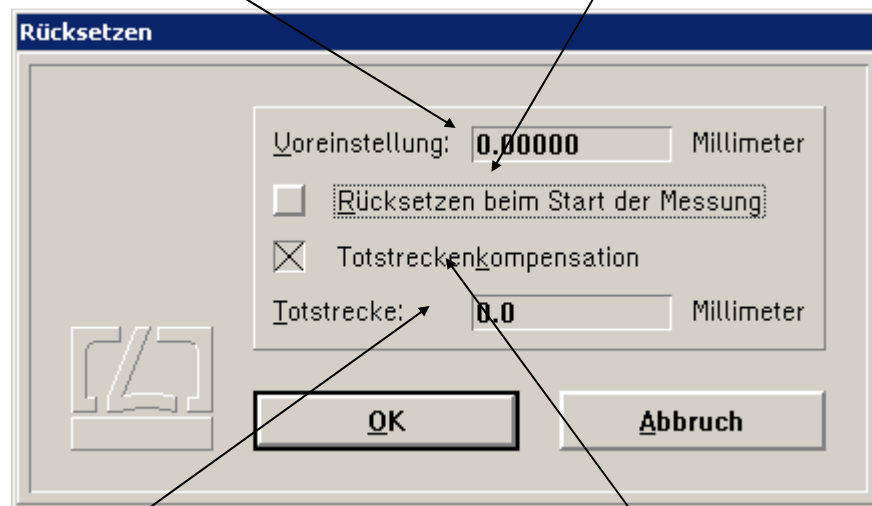 Rücksetzen
Voreinstellung: 0.00000 Millimeter
Rücksetzen beim Start der Messung
Totstreckenkompensation
Totstrecke: 0.0 Millimeter
OK Abbruch